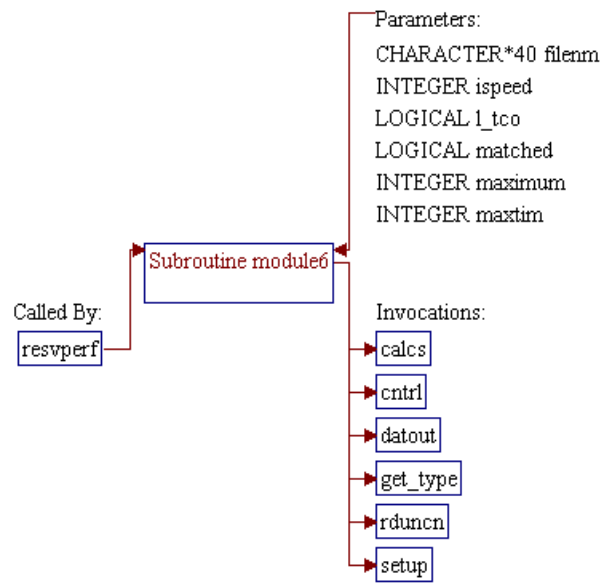 Parameters:
CHARACTER*40 filenm
INTEGER ispeed
LOGICAL l_tco
LOGICAL matched
INTEGER maximum
INTEGER maxtim
Subroutine module6
Called By:
resvperf
Invocations:
calcs
cntrl
datout
get_type
rduncn
setup